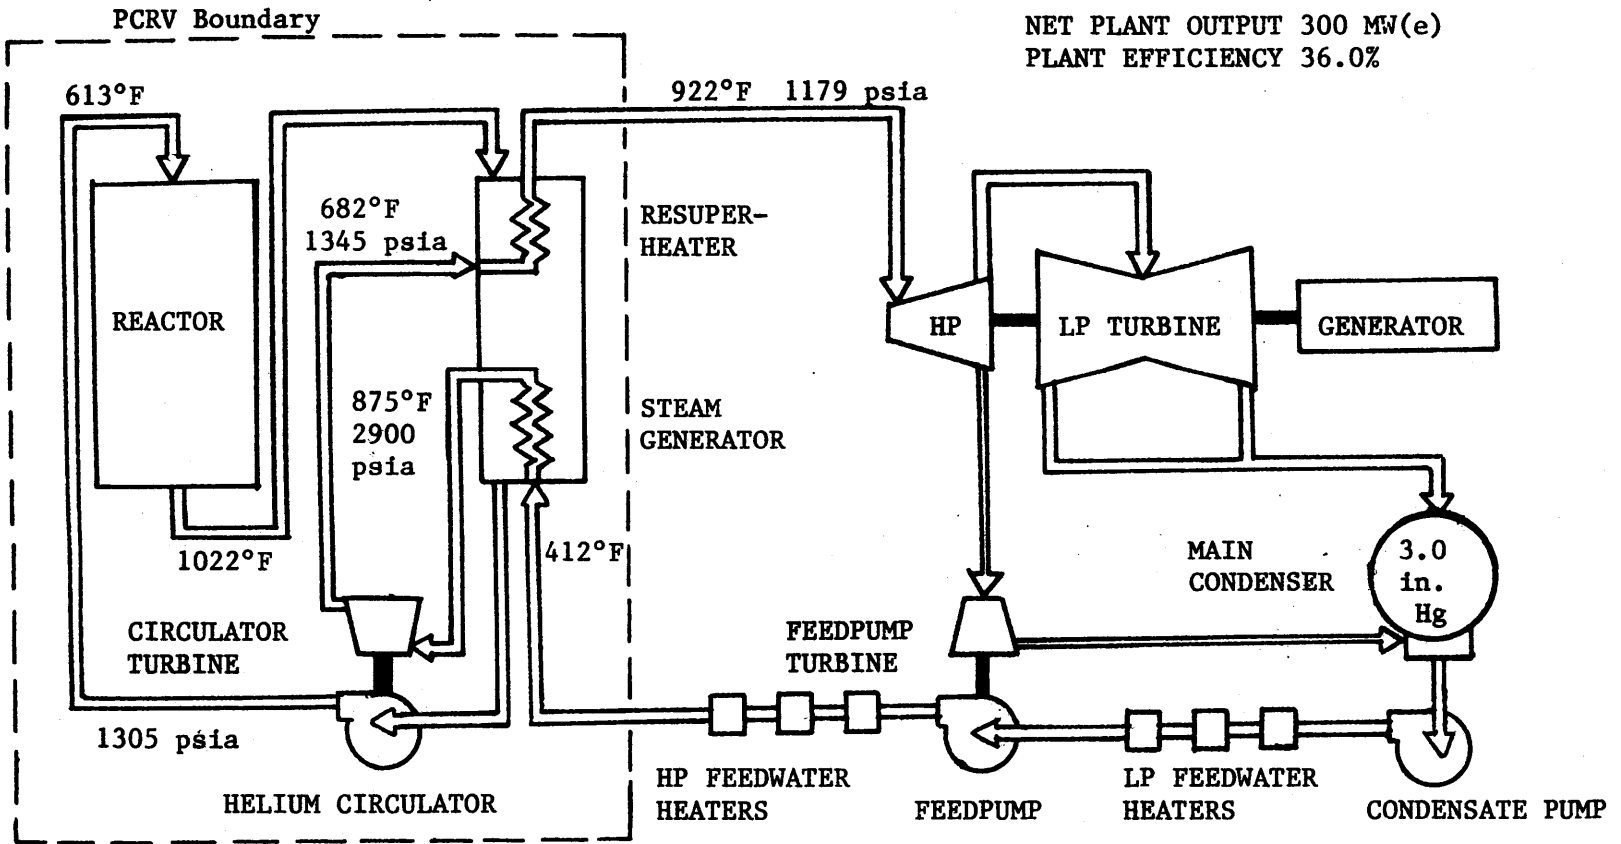 PCRV Boundary
NET PLANT OUTPUT 300 MW(e)
PLANT EFFICIENCY 36.0%
613°F
922°F 1179 psia
682°F
1345 psia
RESUPER-
HEATER
REACTOR
HP
LP TURBINE
GENERATOR
875°F
2900
psia
STEAM
GENERATOR
1022°F
412°F
MAIN
CONDENSER
3.0
in.
Hg
CIRCULATOR
TURBINE
FEEDPUMP
TURBINE
1305 psia
HELIUM CIRCULATOR
HP FEEDWATER
HEATERS
FEEDPUMP
LP FEEDWATER
HEATERS
CONDENSATE PUMP